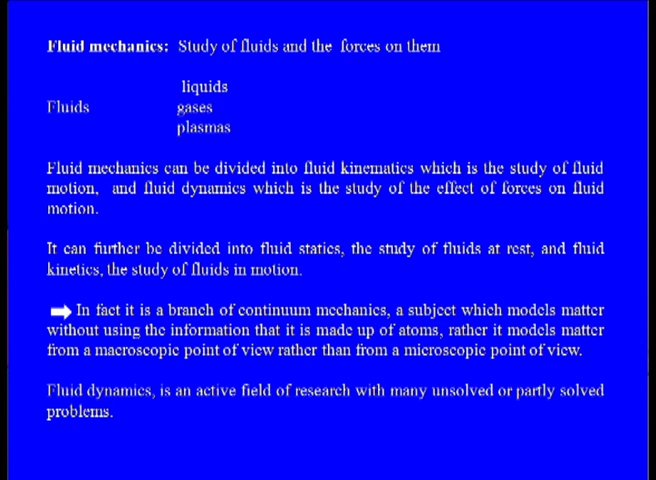 Fluid mechanics: Study of fluids and the forces on them
liquids
Fluids gases
plasmas
Fluid mechanics can be divided into fluid kinematics which is the study of fluid
motion, and fluid dynamics which is the study of the effect of forces on fluid
motion.
It can further be divided into fluid statics, the study of fluids at rest, and fluid
kinetics, the study of fluids in motion.
In fact it is a branch of continuum mechanics, a subject which models matter
without using the information that it is made up of atoms, rather it models matter
from a macroscopic point of view rather than from a microscopic point of view.
Fluid dynamics, is an active field of research with many unsolved or partly solved
problems.